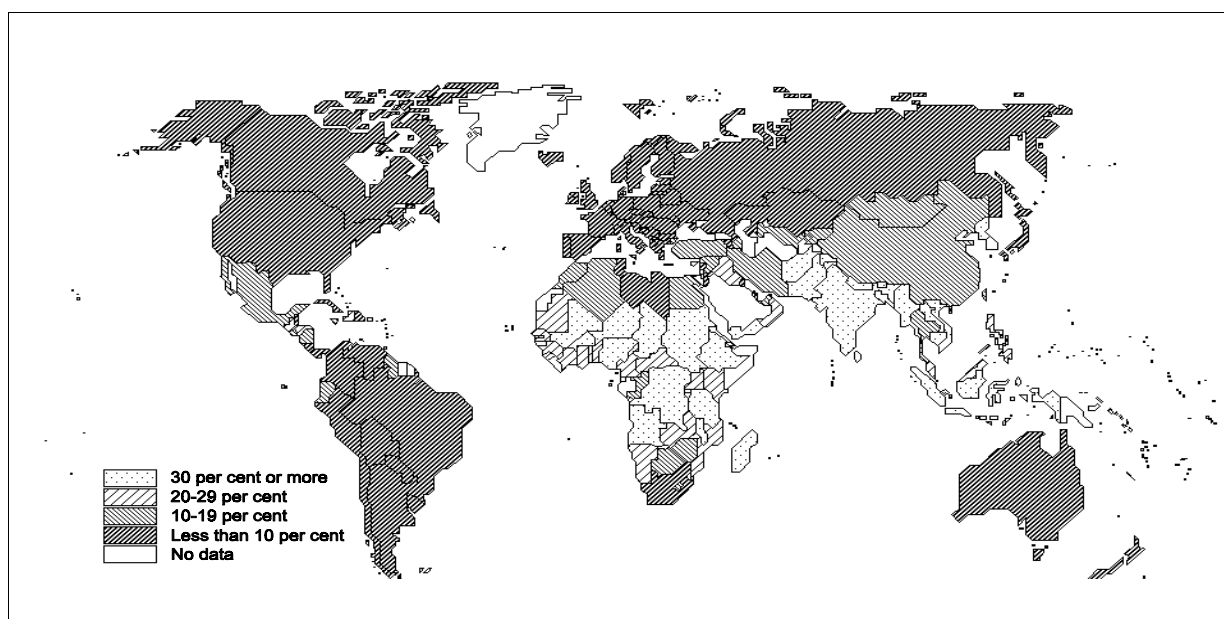 30 per cent or more
20-29 per cent
10-19 per cent
Less than 10 per cent
No data